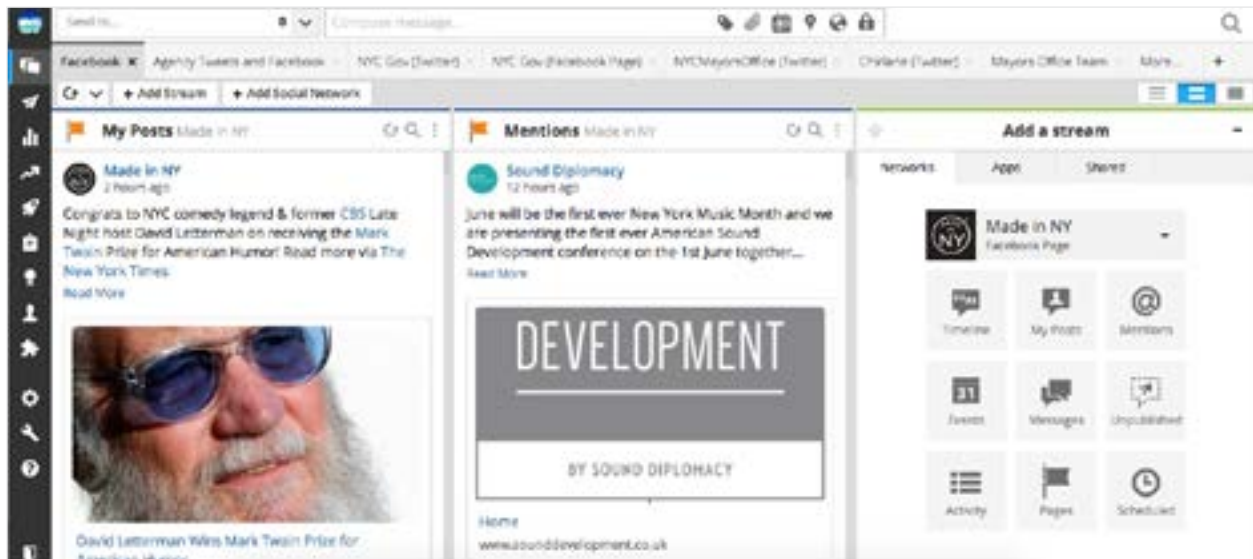 Send to...
Compose message...
Facebook
Agency Tweets and Facebook
NYC Gov (Twitter)
NYC Gov (Facebook Page)
NYCMayorsOffice (Twitter)
Chirlane (Twitter)
Mayors Office Team
More...
+ Add Stream
+ Add Social Network
My Posts Made in NY
Made in NY
2 hours ago
Congrats to NYC comedy legend & former CBS Late
Night host David Letterman on receiving the Mark
Twain Prize for American Humor! Read more via The
New York Times.
Read More
David Letterman Wins Mark Twain Prize for
American Humor
Mentions Made in NY
Sound Diplomacy
12 hours ago
June will be the first ever New York Music Month and we
are presenting the first ever American Sound
Development conference on the 1st June together...
Read More
DEVELOPMENT
BY SOUND DIPLOMACY
Home
www.sounddevelopment.co.uk
Add a stream
Networks
Apps
Shared
NY
Made in NY
Facebook Page
Timeline
My Posts
Mentions
31
Events
Messages
Unpublished
Activity
Pages
Scheduled